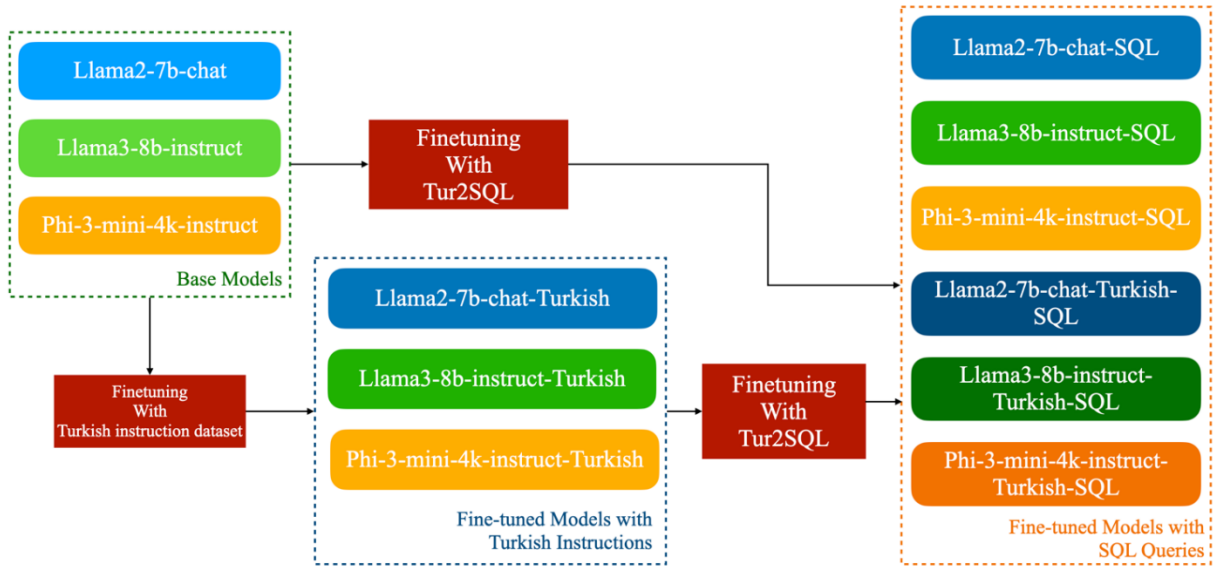 Llama2-7b-chat
Llama3-8b-instruct
Phi-3-mini-4k-instruct
Base Models
Finetuning
With
Tur2SQL
Finetuning
With
Turkish instruction dataset
Llama2-7b-chat-Turkish
Llama3-8b-instruct-Turkish
Phi-3-mini-4k-instruct-Turkish
Fine-tuned Models with
Turkish Instructions
Finetuning
With
Tur2SQL
Llama2-7b-chat-SQL
Llama3-8b-instruct-SQL
Phi-3-mini-4k-instruct-SQL
Llama2-7b-chat-Turkish-
SQL
Llama3-8b-instruct-
Turkish-SQL
Phi-3-mini-4k-instruct-
Turkish-SQL
Fine-tuned Models with
SQL Queries